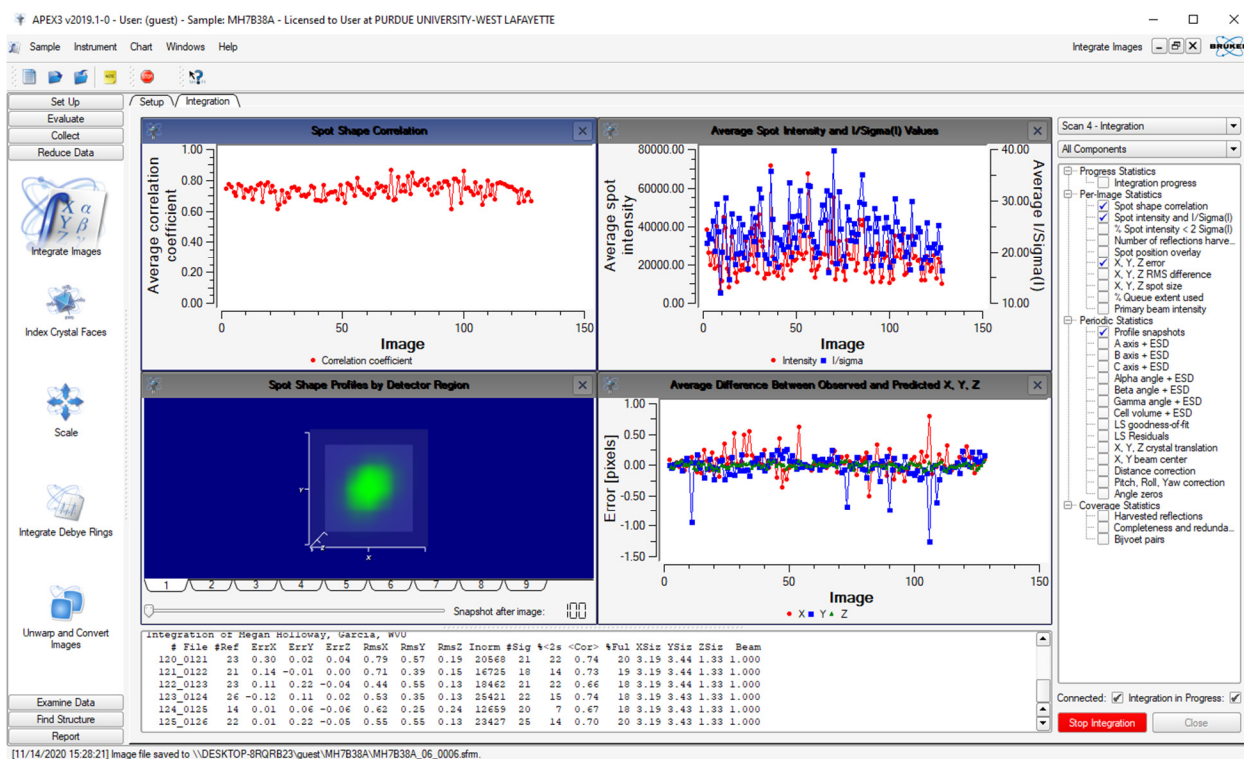 APEX3 v2019.1-0 - User: (guest) - Sample: MH7B38A - Licensed to User at PURDUE UNIVERSITY-WEST LAFAYETTE
Sample Instrument Chart Windows Help
Integrate Images
BRUKER
NOTE
STOP
Set Up
Evaluate
Collect
Reduce Data
Integrate Images
Index Crystal Faces
Scale
Integrate Debye Rings
Unwarp and Convert
Images
Examine Data
Find Structure
Report
Setup Integration
Spot Shape Correlation
Average correlation
coefficient
1.00
0.80
0.60
0.40
0.20
0.00
0 50 100 150
Image
Correlation coefficient
Average Spot Intensity and I/Sigma(I) Values
Average spot
intensity
80000.00
60000.00
40000.00
20000.00
0.00
40.00
30.00
20.00
10.00
Average I/Sigma(I)
0 50 100 150
Image
Intensity I/sigma
Spot Shape Profiles by Detector Region
Y
Z
X
1 2 3 4 5 6 7 8 9
Snapshot after image: 100
Average Difference Between Observed and Predicted X, Y, Z
Error [pixels]
1.00
0.50
0.00
-0.50
-1.00
-1.50
0 50 100 150
Image
X Y Z
Integration of Megan Holloway, Garcia, WVU
# File #Ref ErrX ErrY ErrZ RmsX RmsY RmsZ Inorm #Sig %<2s <Cor> %Ful XSiz YSiz ZSiz Beam
120_0121 23 0.30 0.02 0.04 0.79 0.57 0.19 20568 21 22 0.74 20 3.19 3.44 1.33 1.000
121_0122 21 0.14 -0.01 0.00 0.71 0.39 0.15 16725 18 14 0.73 19 3.19 3.44 1.33 1.000
122_0123 23 0.11 0.22 -0.04 0.44 0.55 0.13 18462 21 22 0.66 18 3.19 3.44 1.33 1.000
123_0124 26 -0.12 0.11 0.02 0.53 0.35 0.13 25421 22 15 0.74 18 3.19 3.43 1.33 1.000
124_0125 14 0.01 0.06 -0.06 0.62 0.25 0.24 12659 20 7 0.67 18 3.19 3.43 1.33 1.000
125_0126 22 0.01 0.22 -0.05 0.55 0.55 0.13 23427 25 14 0.70 20 3.19 3.43 1.33 1.000
Scan 4 - Integration
All Components
Progress Statistics
Integration progress
Per-Image Statistics
Spot shape correlation
Spot intensity and I/Sigma(I)
% Spot intensity < 2 Sigma(I)
Number of reflections harve...
Spot position overlay
X, Y, Z error
X, Y, Z RMS difference
X, Y, Z spot size
% Queue extent used
Primary beam intensity
Periodic Statistics
Profile snapshots
A axis + ESD
B axis + ESD
C axis + ESD
Alpha angle + ESD
Beta angle + ESD
Gamma angle + ESD
Cell volume + ESD
LS goodness-of-fit
LS Residuals
X, Y, Z crystal translation
X, Y beam center
Distance correction
Pitch, Roll, Yaw correction
Angle zeros
Coverage Statistics
Harvested reflections
Completeness and redunda...
Bijvoet pairs
Connected: Integration in Progress:
Stop Integration Close
[11/14/2020 15:28:21] Image file saved to \\DESKTOP-8RQRB23\guest\MH7B38A\MH7B38A_06_0006.sfrm.